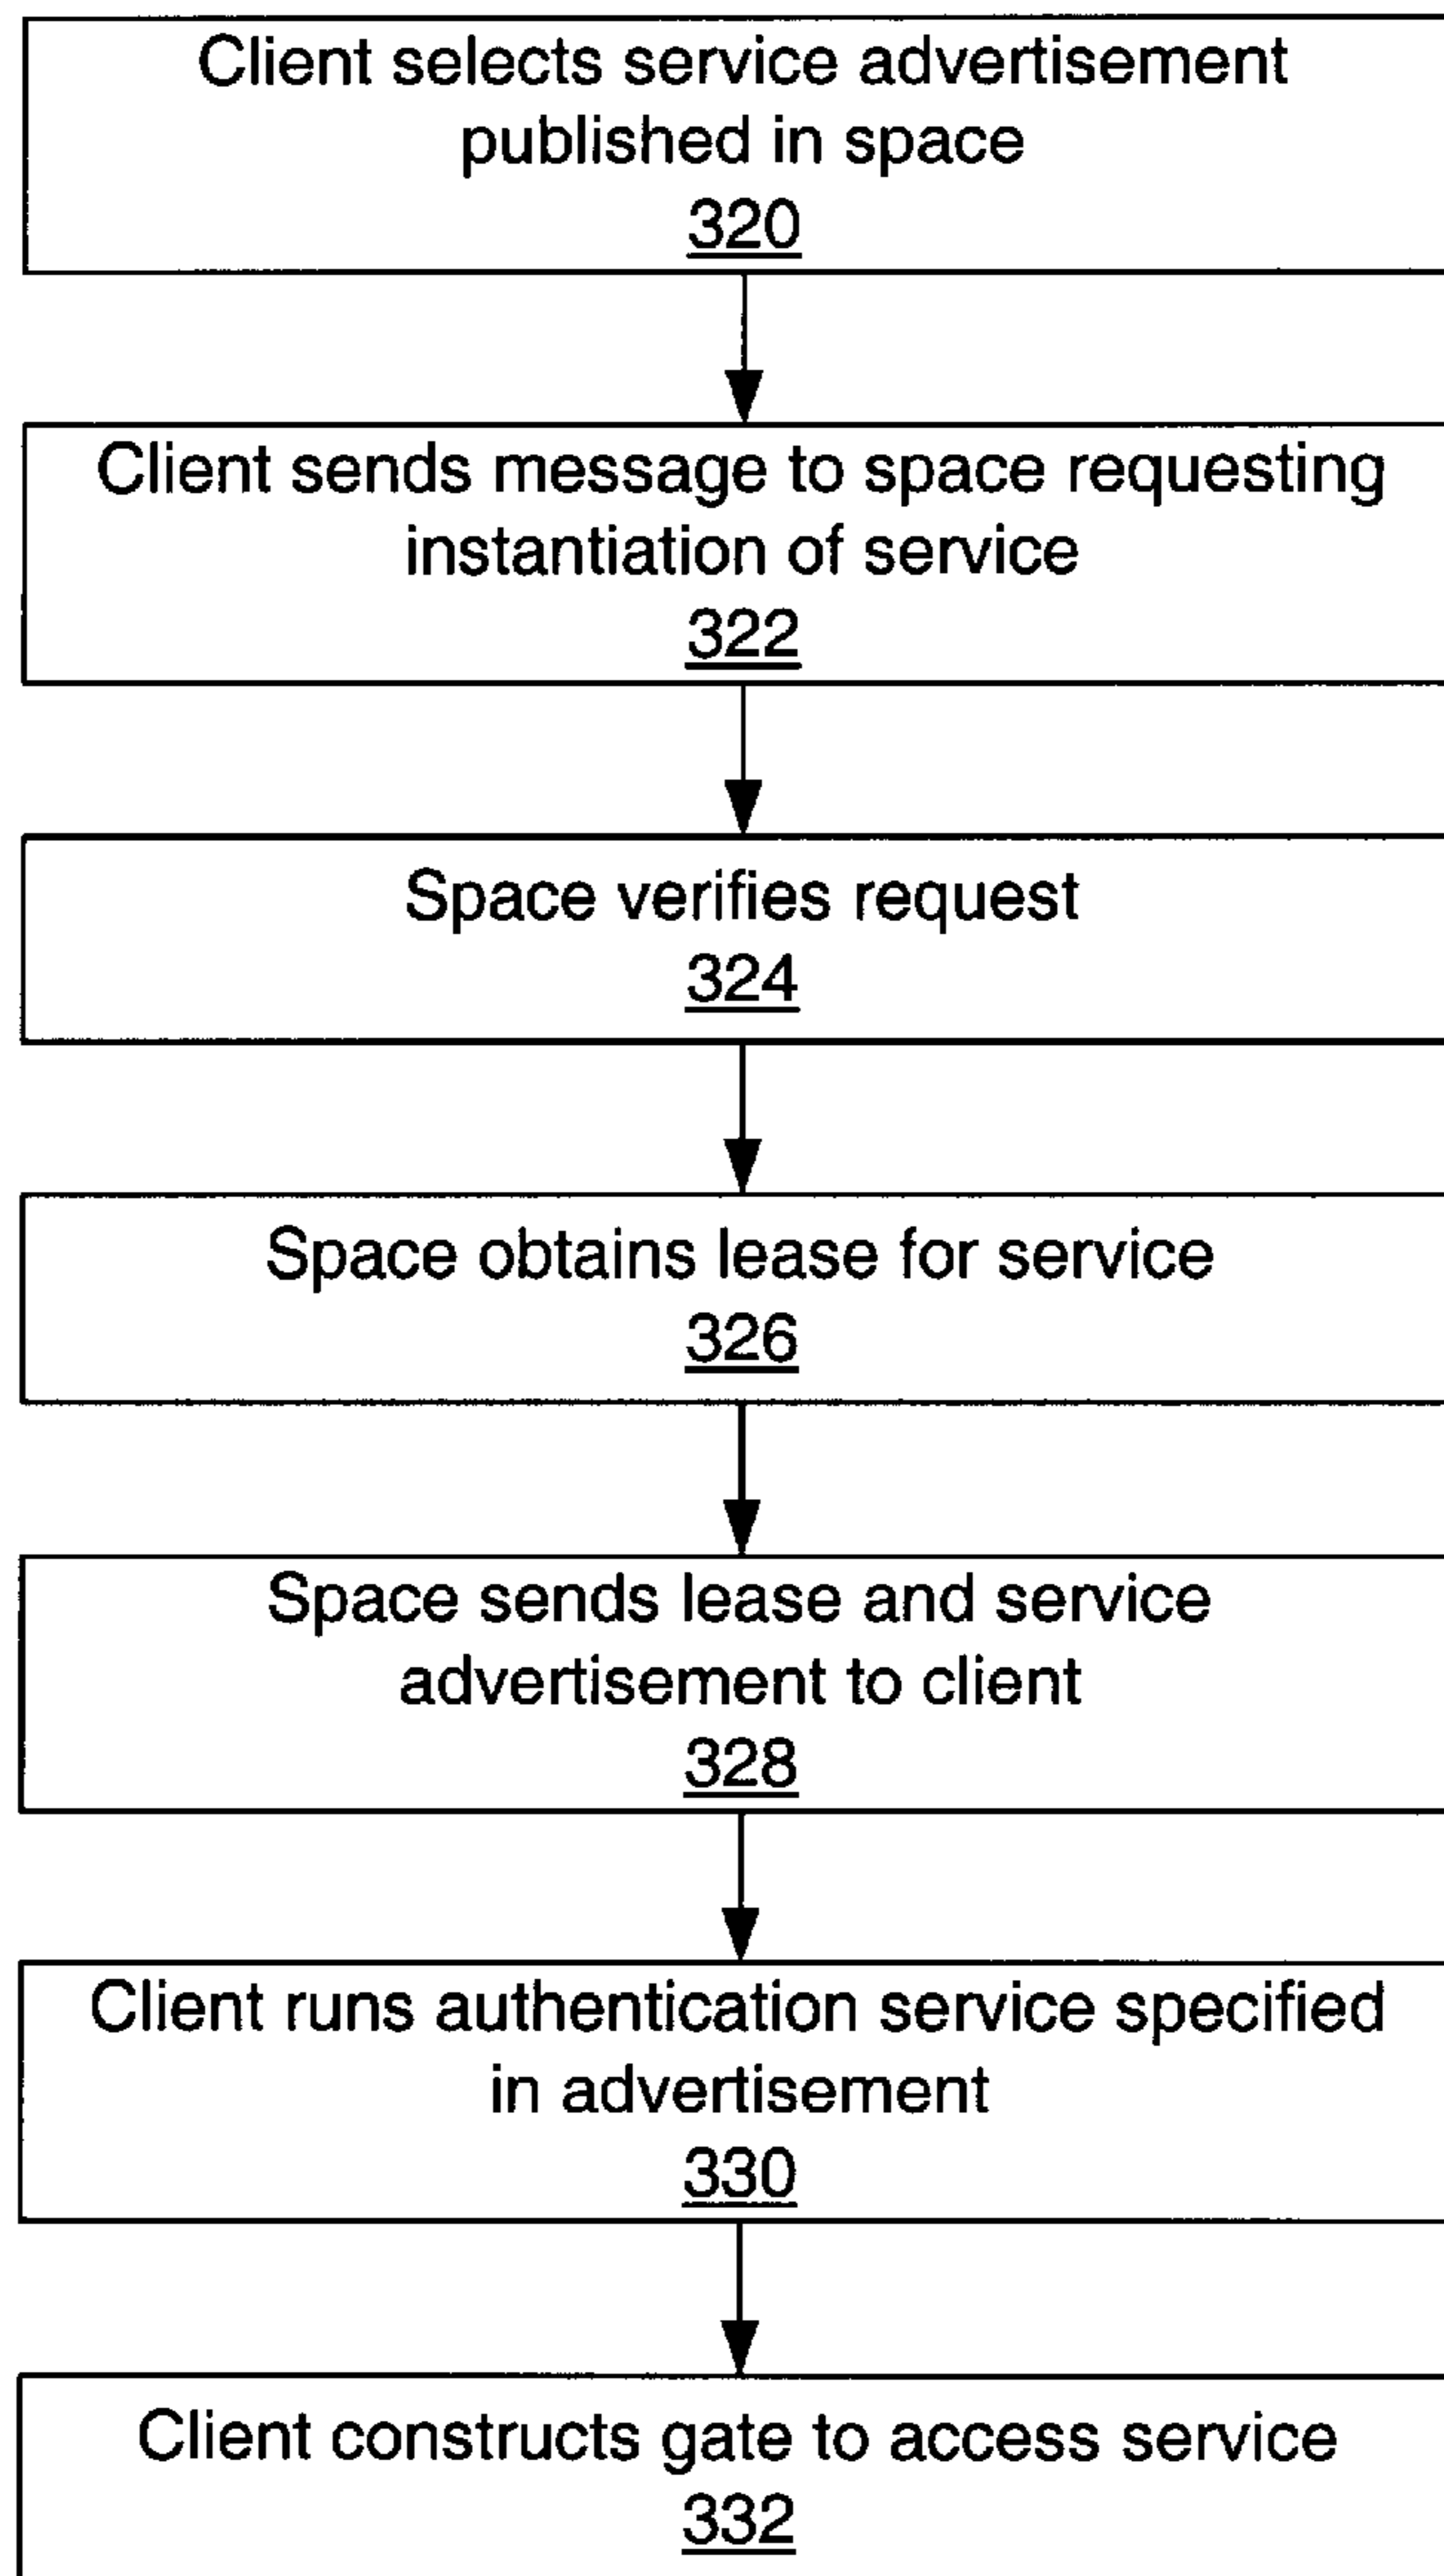 Client selects service advertisement
published in space
320
Client sends message to space requesting
instantiation of service
322
Space verifies request
324
Space obtains lease for service
326
Space sends lease and service
advertisement to client
328
Client runs authentication service specified
in advertisement
330
Client constructs gate to access service
332